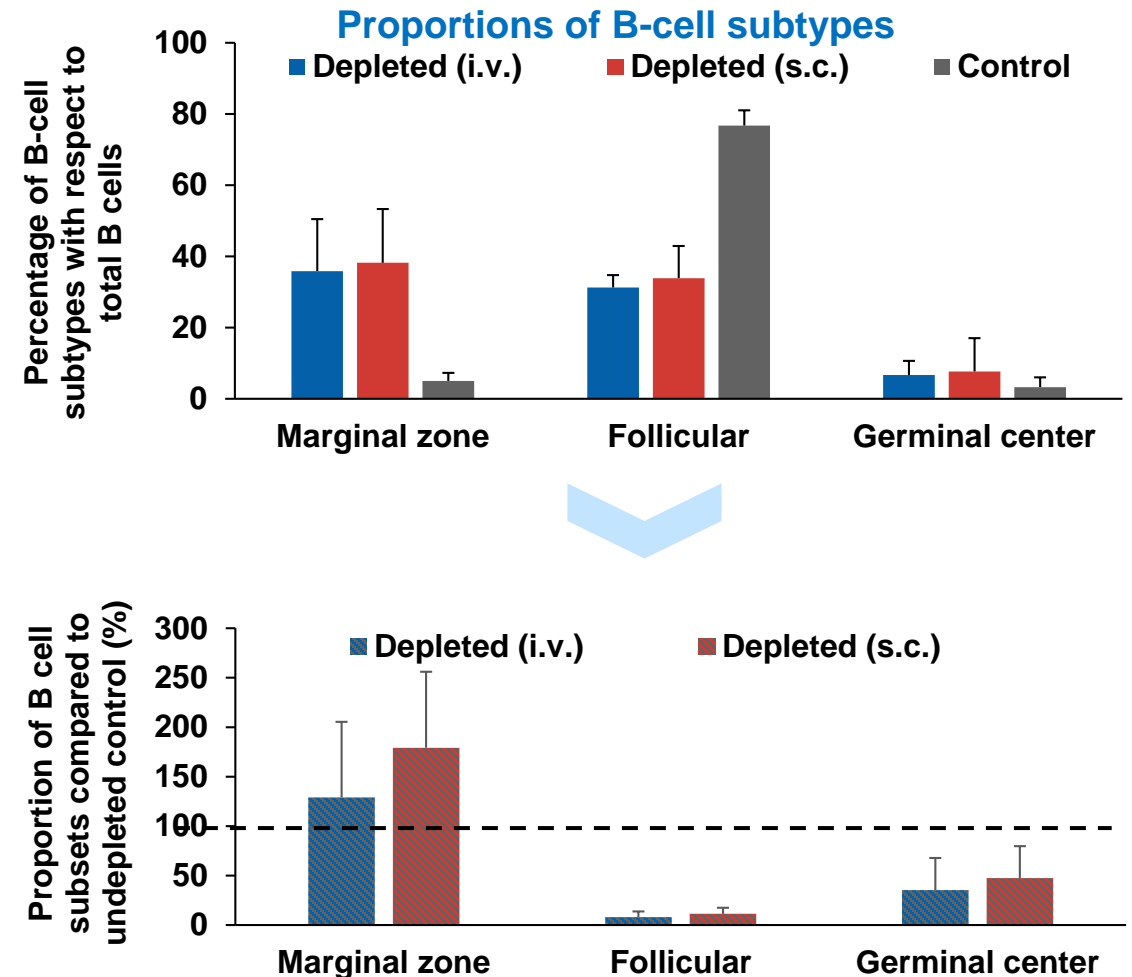 Proportions of B-cell subtypes
Percentage of B-cell
subtypes with respect to
total B cells
100
80
60
40
20
0
Depleted (i.v.)
Depleted (s.c.)
Control
Marginal zone
Follicular
Germinal center
Proportion of B cell
subsets compared to
undepleted control (%)
300
250
200
150
100
50
0
Depleted (i.v.)
Depleted (s.c.)
Marginal zone
Follicular
Germinal center